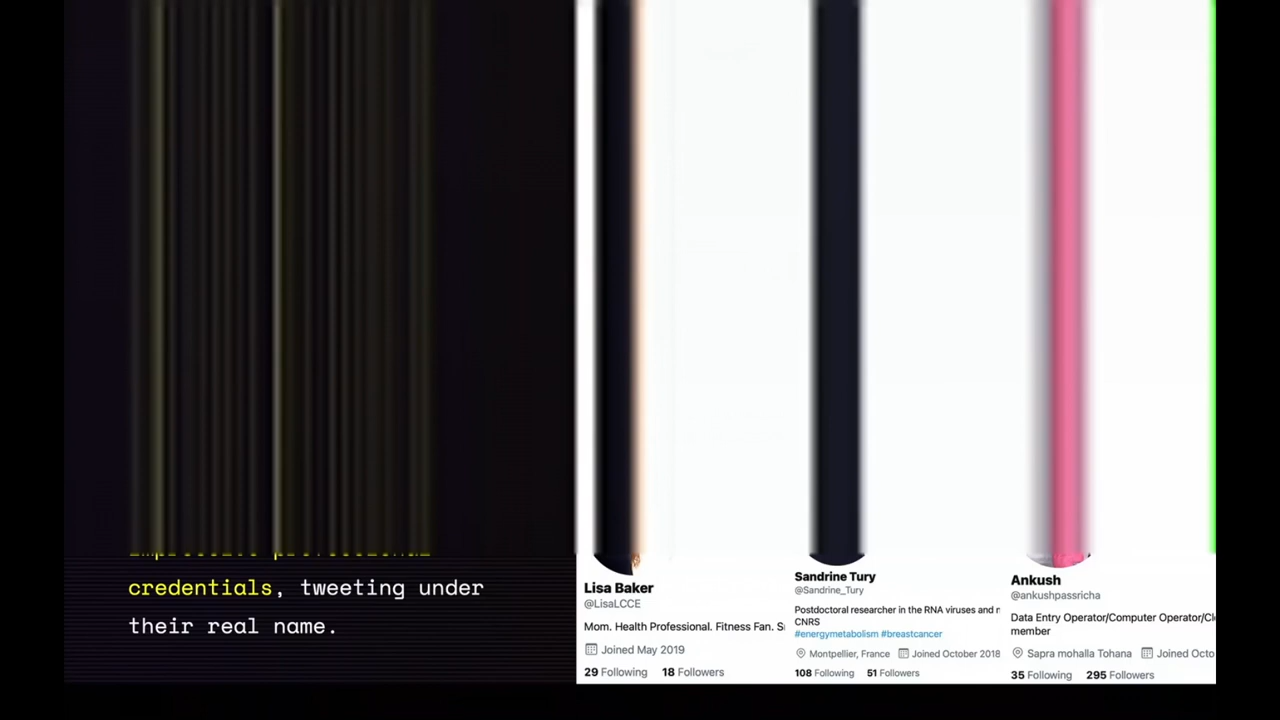 credentials, tweeting under
their real name.
Lisa Baker
@LisaLCCE
Mom. Health Professional. Fitness Fan.
Joined May 2019
29 Following 18 Followers
Sandrine Tury
@Sandrine_Tury
Postdoctoral researcher in the RNA viruses and
CNRS
#energymetabolism #breastcancer
Montpellier, France Joined October 2018
108 Following 51 Followers
Ankush
@ankushpassricha
Data Entry Operator/Computer Operator/
member
Sapra mohalla Tohana Joined Octo
35 Following 295 Followers